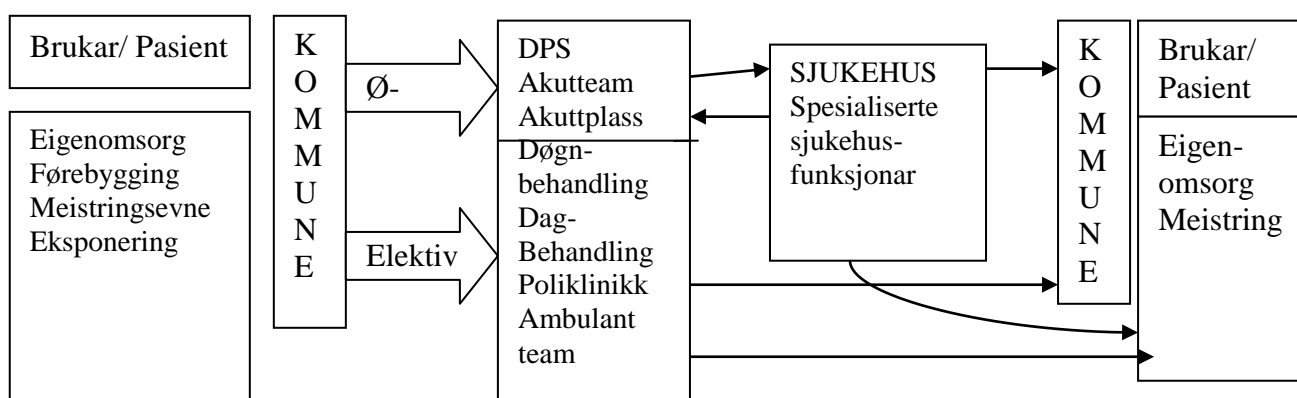 Brukar/ Pasient
Eigenomsorg
Førebygging
Meistringsevne
Eksponering
K
O
M
M
U
N
E
Ø-
Elektiv
DPS
Akutteam
Akuttplass
Døgn-
behandling
Dag-
Behandling
Poliklinikk
Ambulant
team
SJUKEHUS
Spesialiserte
sjukehus-
funksjonar
K
O
M
M
U
N
E
Brukar/
Pasient
Eigen-
omsorg
Meistring